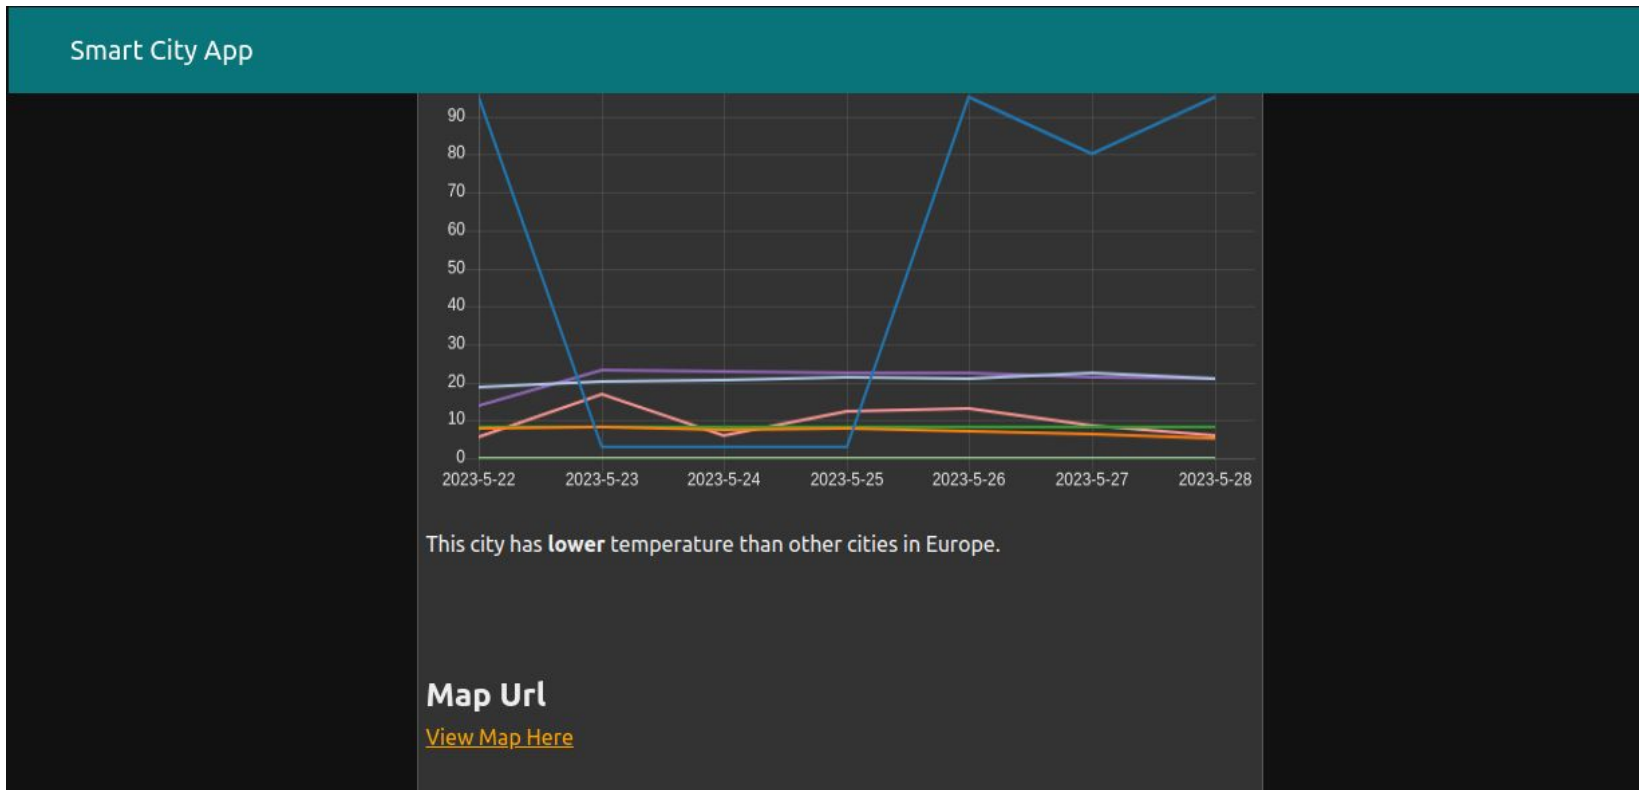 Smart City App
90
80
70
60
50
40
30
20
10
0
2023-5-22 2023-5-23 2023-5-24 2023-5-25 2023-5-26 2023-5-27 2023-5-28
This city has lower temperature than other cities in Europe.
Map Url
View Map Here